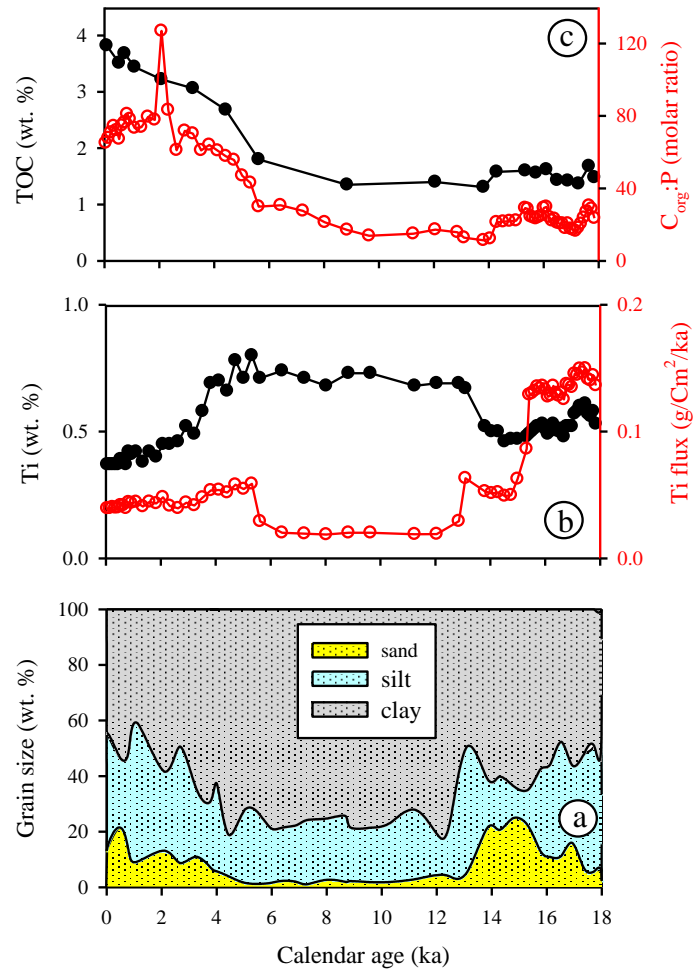 c
TOC (wt. %)
4
3
2
1
0
120
80
40
0
C_org:P (molar ratio)
1.0
0.5
0.0
Ti (wt. %)
0.2
0.1
0.0
Ti flux (g/Cm²/ka)
b
100
80
60
40
20
0
Grain size (wt. %)
sand
silt
clay
a
0 2 4 6 8 10 12 14 16 18
Calendar age (ka)